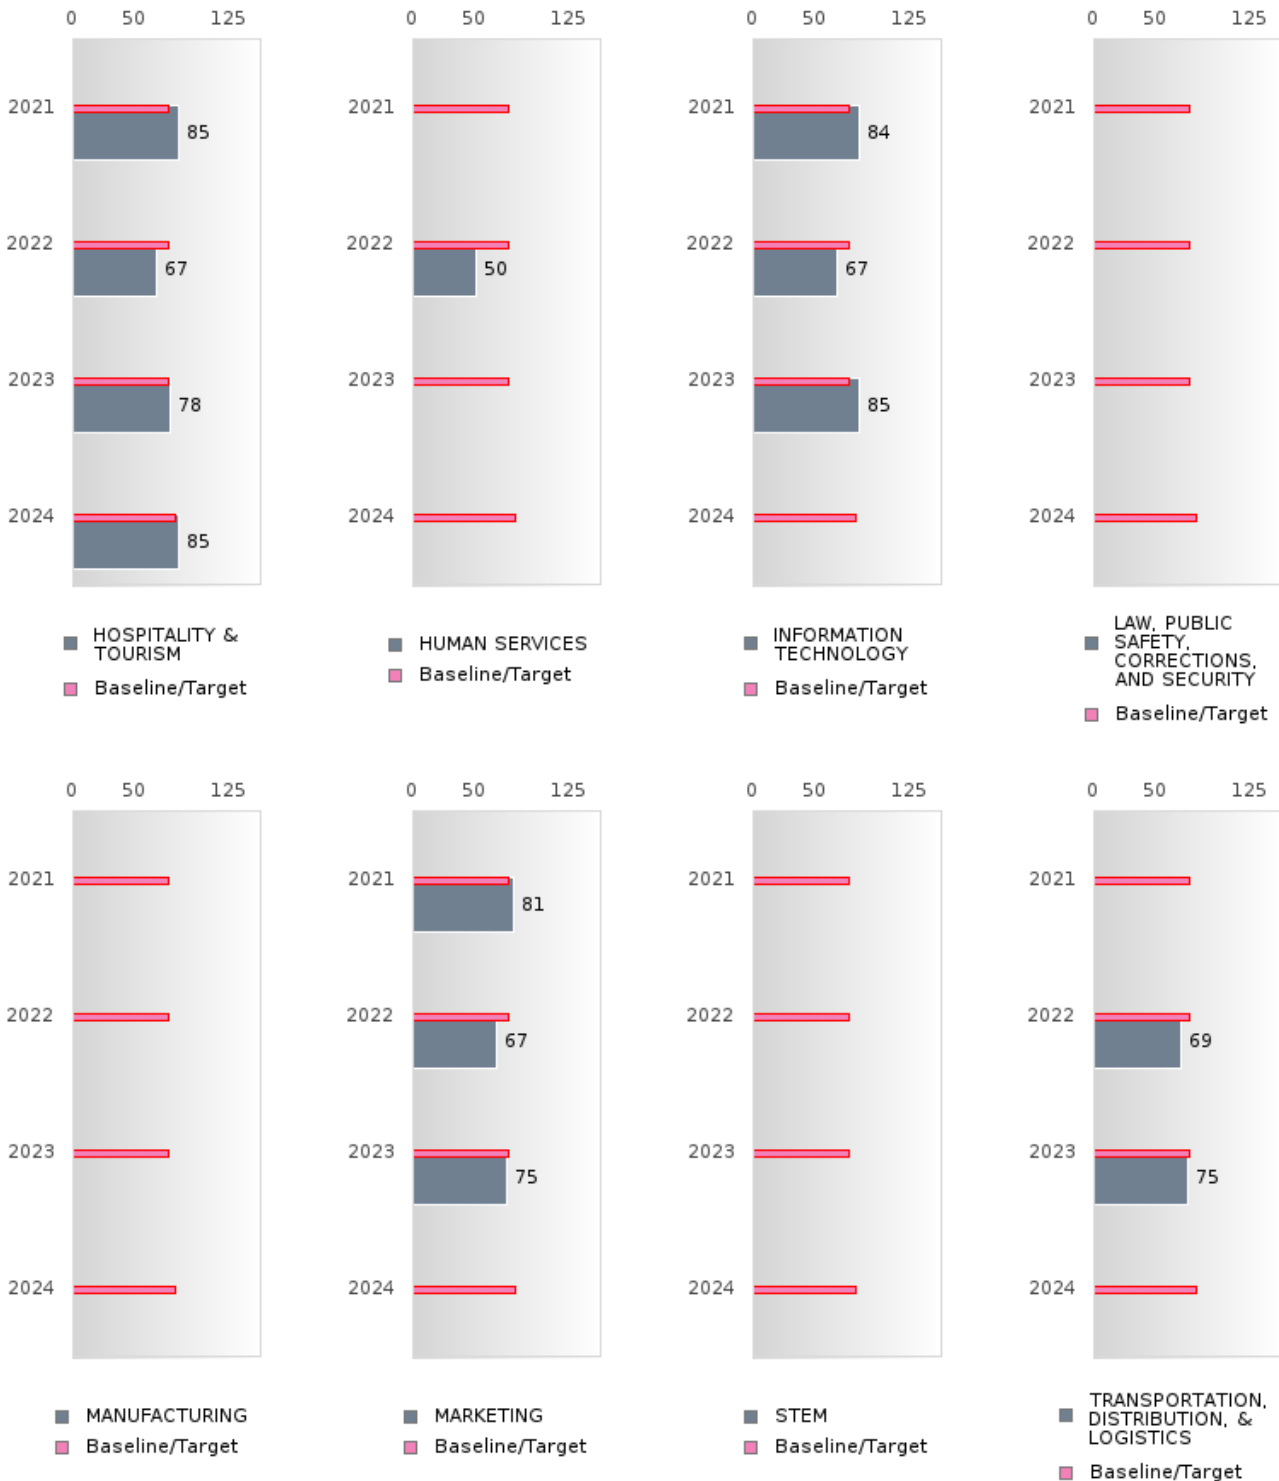 0 50 125
2021
85
2022
67
2023
78
2024
85
HOSPITALITY &
TOURISM
Baseline/Target
0 50 125
2021
2022
50
2023
2024
HUMAN SERVICES
Baseline/Target
0 50 125
2021
84
2022
67
2023
85
2024
INFORMATION
TECHNOLOGY
Baseline/Target
0 50 125
2021
2022
2023
2024
LAW, PUBLIC
SAFETY,
CORRECTIONS,
AND SECURITY
Baseline/Target
0 50 125
2021
2022
2023
2024
MANUFACTURING
Baseline/Target
0 50 125
2021
81
2022
67
2023
75
2024
MARKETING
Baseline/Target
0 50 125
2021
2022
2023
2024
STEM
Baseline/Target
0 50 125
2021
2022
69
2023
75
2024
TRANSPORTATION,
DISTRIBUTION, &
LOGISTICS
Baseline/Target